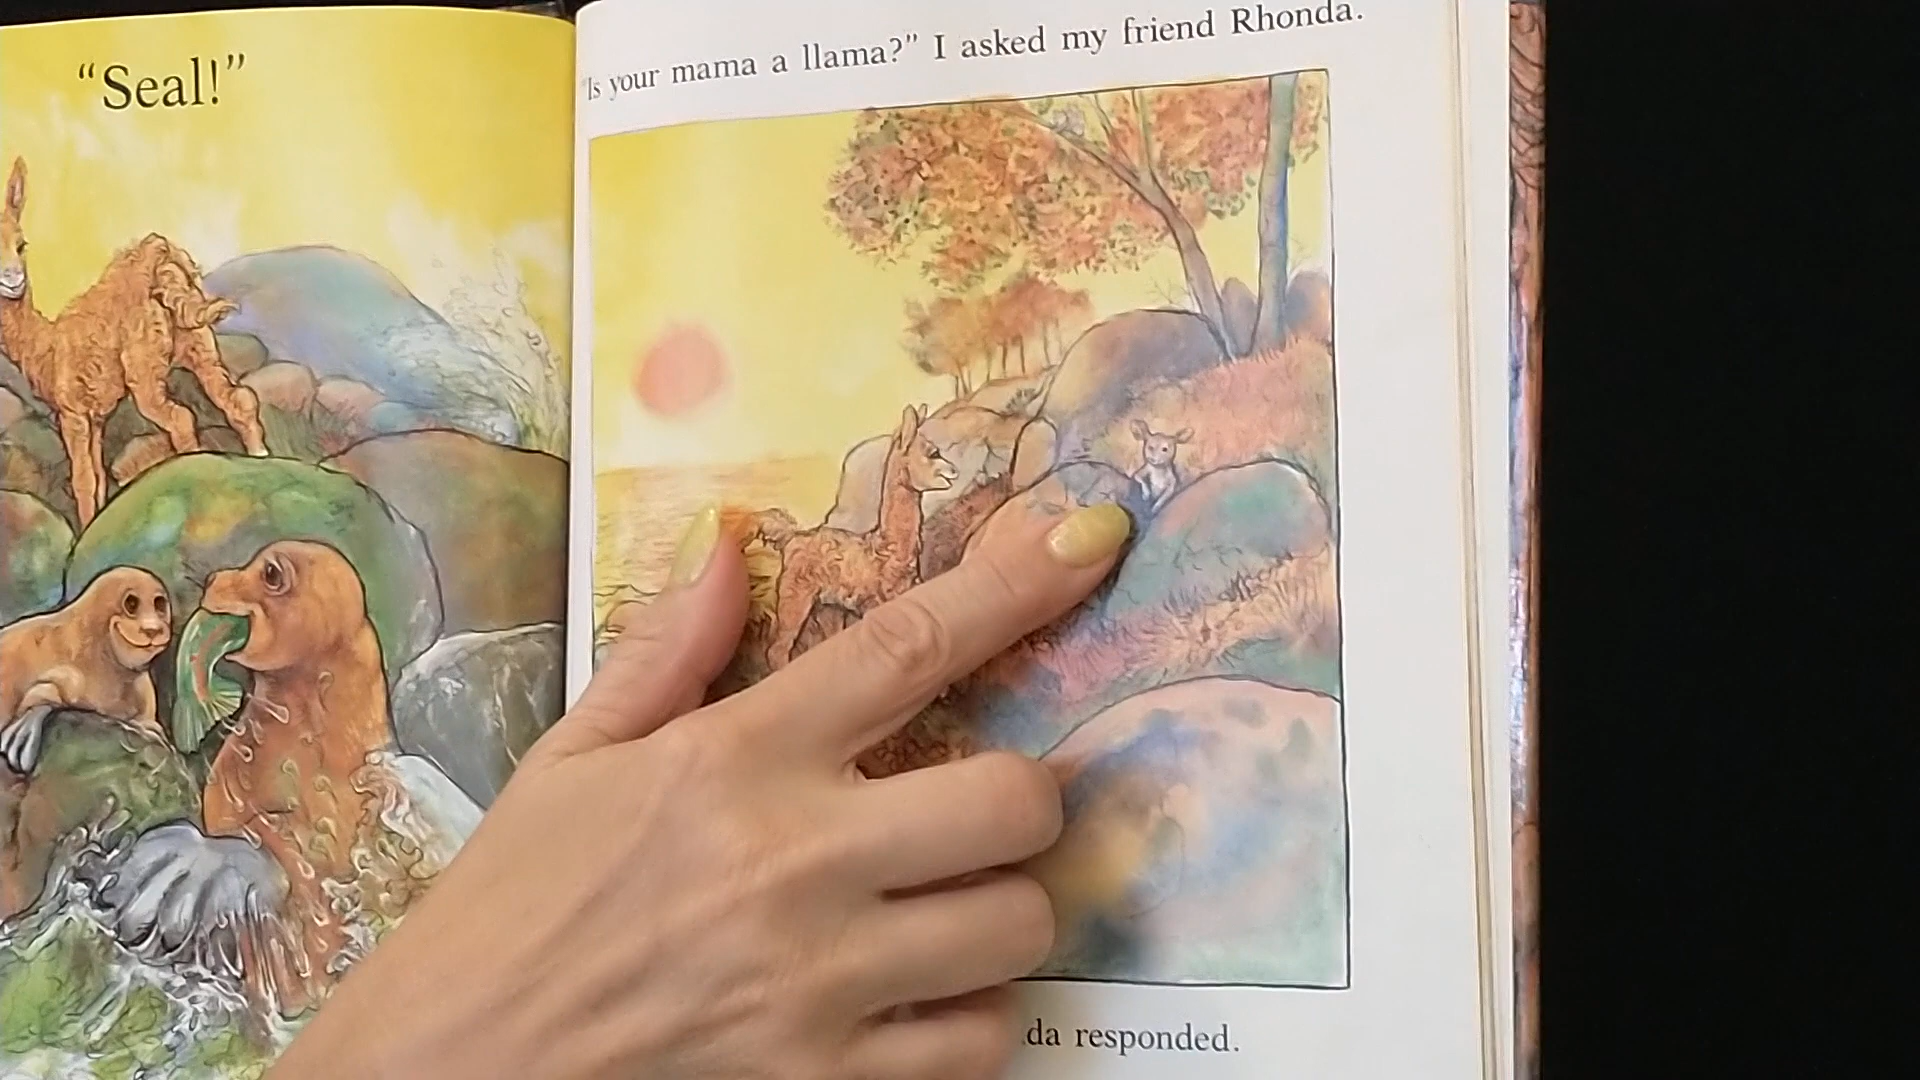 “Seal!”
“Is your mama a llama?” I asked my friend Rhonda.
da responded.